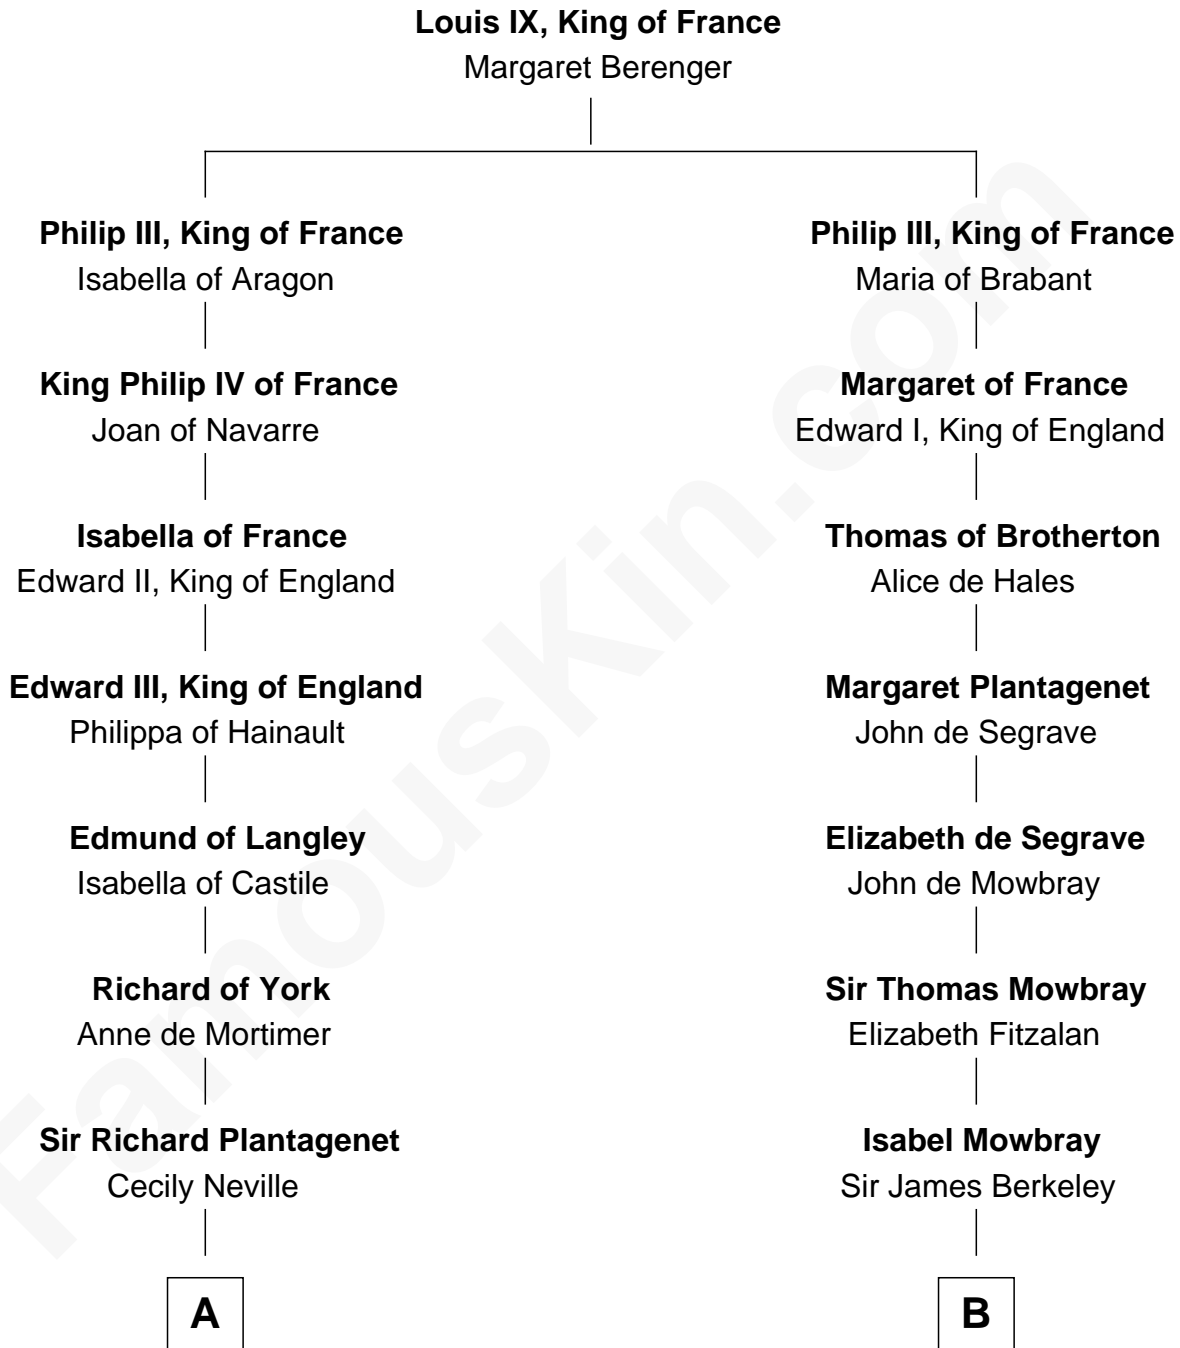 Louis IX, King of France
Margaret Berenger
Philip III, King of France
Isabella of Aragon
King Philip IV of France
Joan of Navarre
Isabella of France
Edward II, King of England
Edward III, King of England
Philippa of Hainault
Edmund of Langley
Isabella of Castile
Richard of York
Anne de Mortimer
Sir Richard Plantagenet
Cecily Neville
A
Philip III, King of France
Maria of Brabant
Margaret of France
Edward I, King of England
Thomas of Brotherton
Alice de Hales
Margaret Plantagenet
John de Segrave
Elizabeth de Segrave
John de Mowbray
Sir Thomas Mowbray
Elizabeth Fitzalan
Isabel Mowbray
Sir James Berkeley
B
FamousKin.com